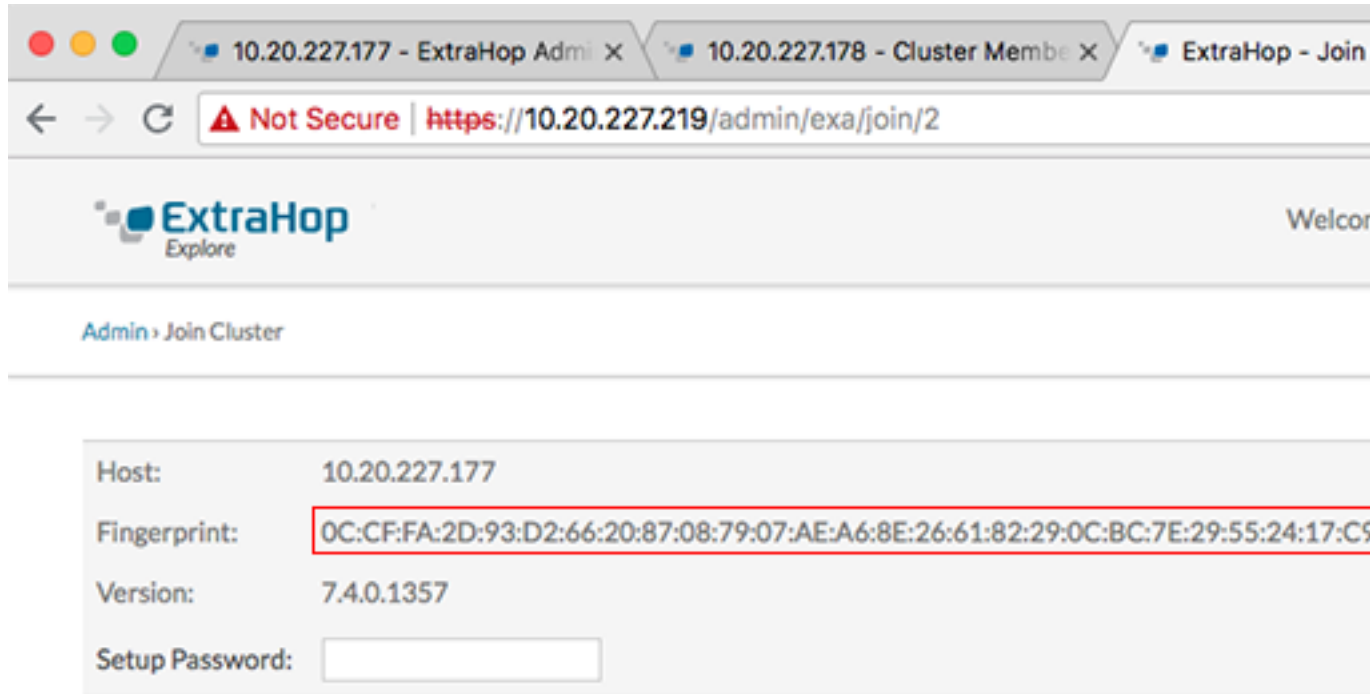 10.20.227.177 - ExtraHop Admi 10.20.227.178 - Cluster Membe ExtraHop - Join
Not Secure https://10.20.227.219/admin/exa/join/2
ExtraHop
Explore
Welcom
Admin › Join Cluster
Host: 10.20.227.177
Fingerprint: 0C:CF:FA:2D:93:D2:66:20:87:08:79:07:AE:A6:8E:26:61:82:29:0C:BC:7E:29:55:24:17:C9
Version: 7.4.0.1357
Setup Password: